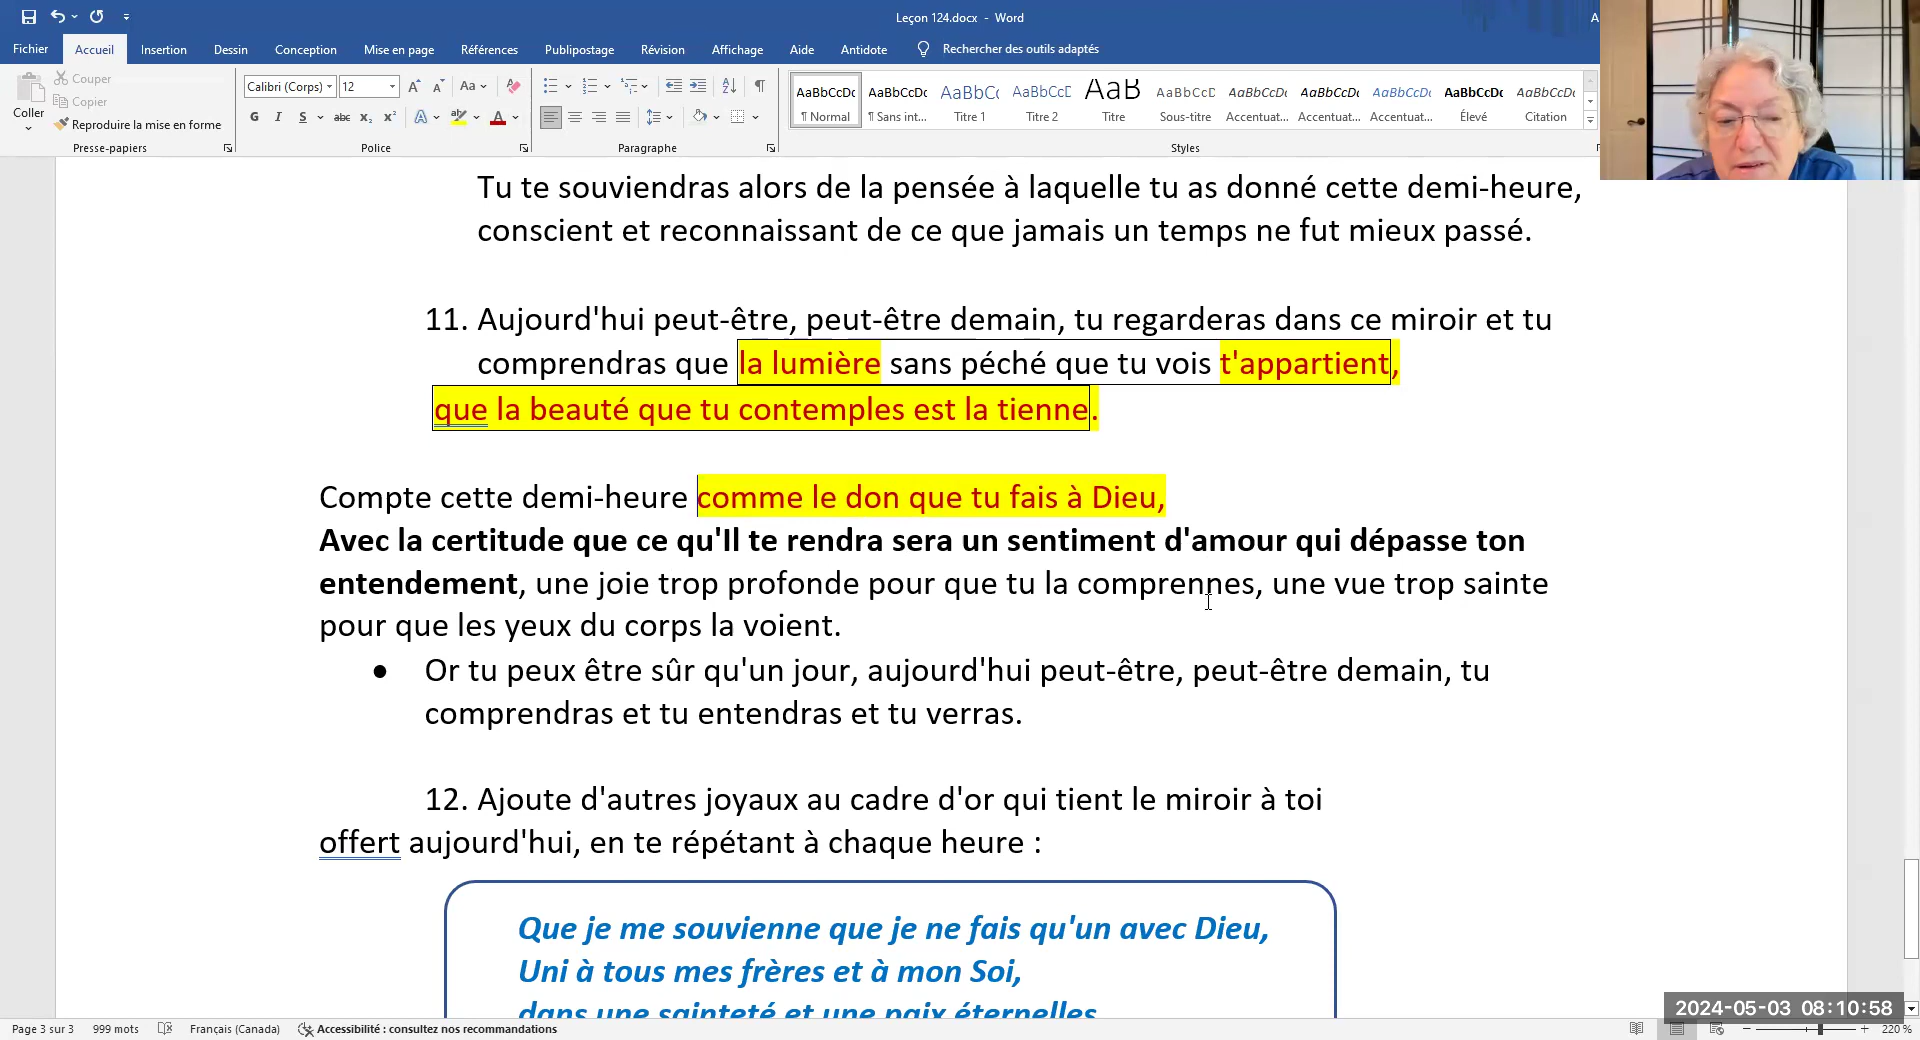 Leçon 124.docx - Word
A
Fichier Accueil Insertion Dessin Conception Mise en page Références Publipostage Révision Affichage Aide Antidote Rechercher des outils adaptés
Coller
Couper
Copier
Reproduire la mise en forme
Presse-papiers
Calibri (Corps) 12
G I S abc x₂ x²
Police
Paragraphe
AaBbCcDc AaBbCcDc AaBbCc AaBbCcD AaB AaBbCcD AaBbCcDc AaBbCcDc AaBbCcDc AaBbCcDc AaBbCcDc
¶ Normal ¶ Sans int... Titre 1 Titre 2 Titre Sous-titre Accentuat... Accentuat... Accentuat... Élevé Citation
Styles
Tu te souviendras alors de la pensée à laquelle tu as donné cette demi-heure,
conscient et reconnaissant de ce que jamais un temps ne fut mieux passé.
11. Aujourd'hui peut-être, peut-être demain, tu regarderas dans ce miroir et tu
comprendras que la lumière sans péché que tu vois t'appartient,
que la beauté que tu contemples est la tienne.
Compte cette demi-heure comme le don que tu fais à Dieu,
Avec la certitude que ce qu'Il te rendra sera un sentiment d'amour qui dépasse ton
entendement, une joie trop profonde pour que tu la comprennes, une vue trop sainte
pour que les yeux du corps la voient.
● Or tu peux être sûr qu'un jour, aujourd'hui peut-être, peut-être demain, tu
comprendras et tu entendras et tu verras.
12. Ajoute d'autres joyaux au cadre d'or qui tient le miroir à toi
offert aujourd'hui, en te répétant à chaque heure :
Que je me souvienne que je ne fais qu'un avec Dieu,
Uni à tous mes frères et à mon Soi,
dans une sainteté et une paix éternelles
2024-05-03 08:10:58
Page 3 sur 3 999 mots Français (Canada) Accessibilité : consultez nos recommandations 220 %